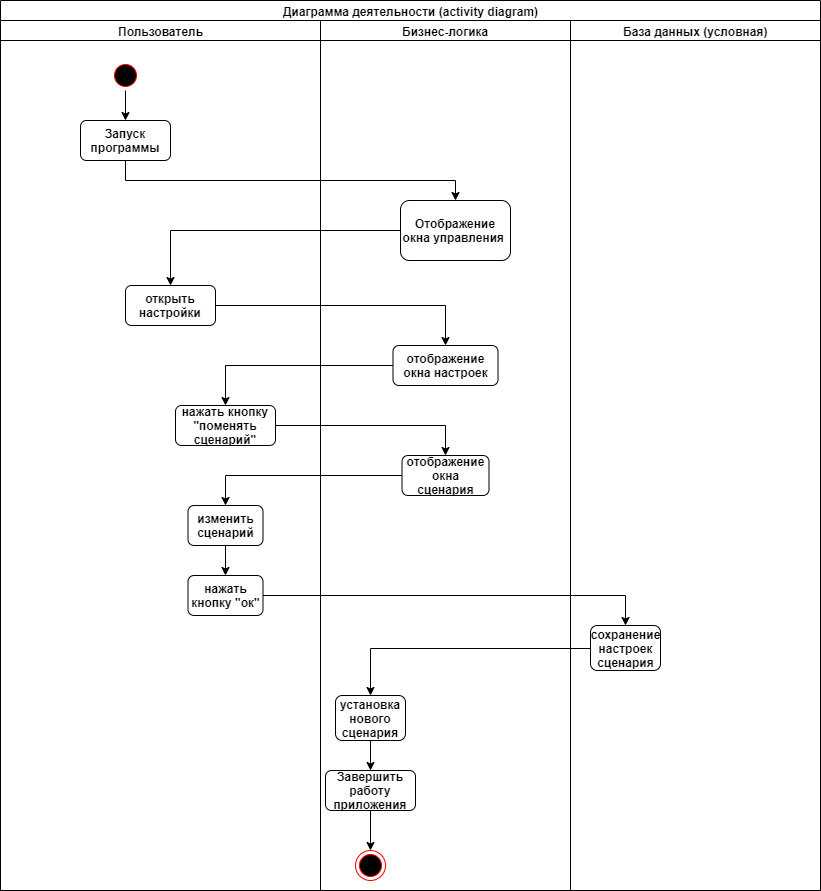 Диаграмма деятельности (activity diagram)
Пользователь
Бизнес-логика
База данных (условная)
Запуск
программы
Отображение
окна управления
открыть
настройки
отображение
окна настроек
нажать кнопку
"поменять
сценарий"
отображение
окна
сценария
изменить
сценарий
нажать
кнопку "ок"
сохранение
настроек
сценария
установка
нового
сценария
Завершить
работу
приложения